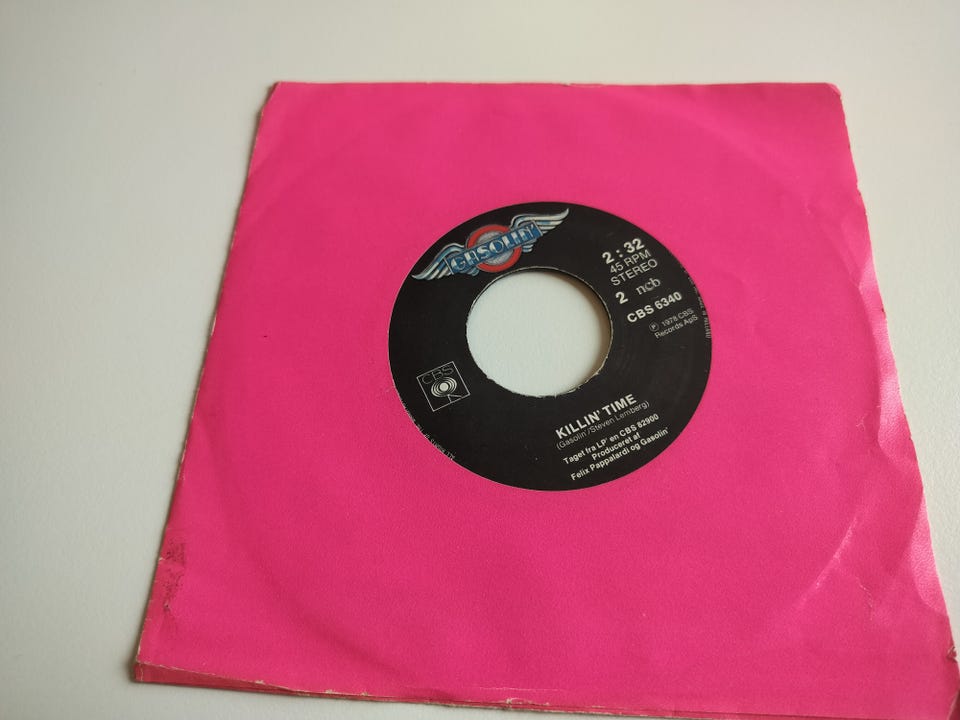 GASOLIN'
2:32
45 RPM
STEREO
2 ncb
CBS 6340
℗ 1978 CBS
Records ApS
CBS
KILLIN' TIME
(Gasolin'/Steven Lemberg)
Taget fra LP' en CBS 82900
Produceret af
Felix Pappalardi og Gasolin'